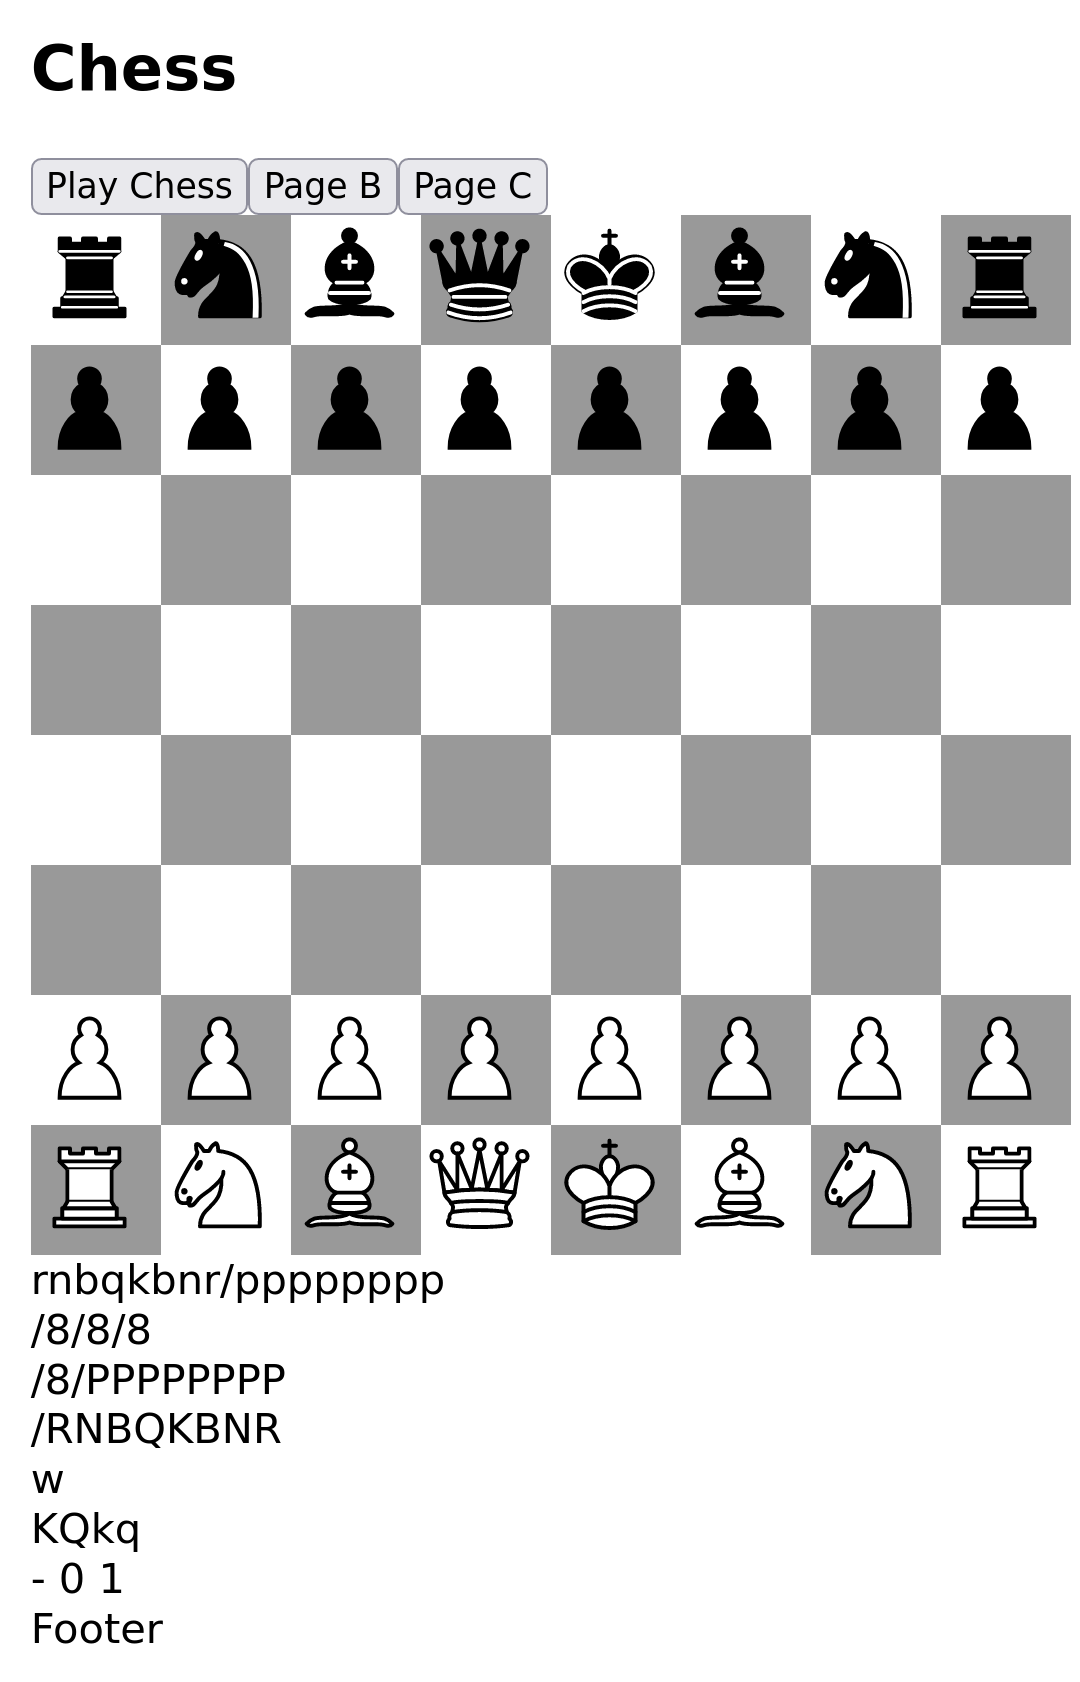 Chess
Play Chess Page B Page C
rnbqkbnr/pppppppp
/8/8/8
/8/PPPPPPPP
/RNBQKBNR
w
KQkq
- 0 1
Footer